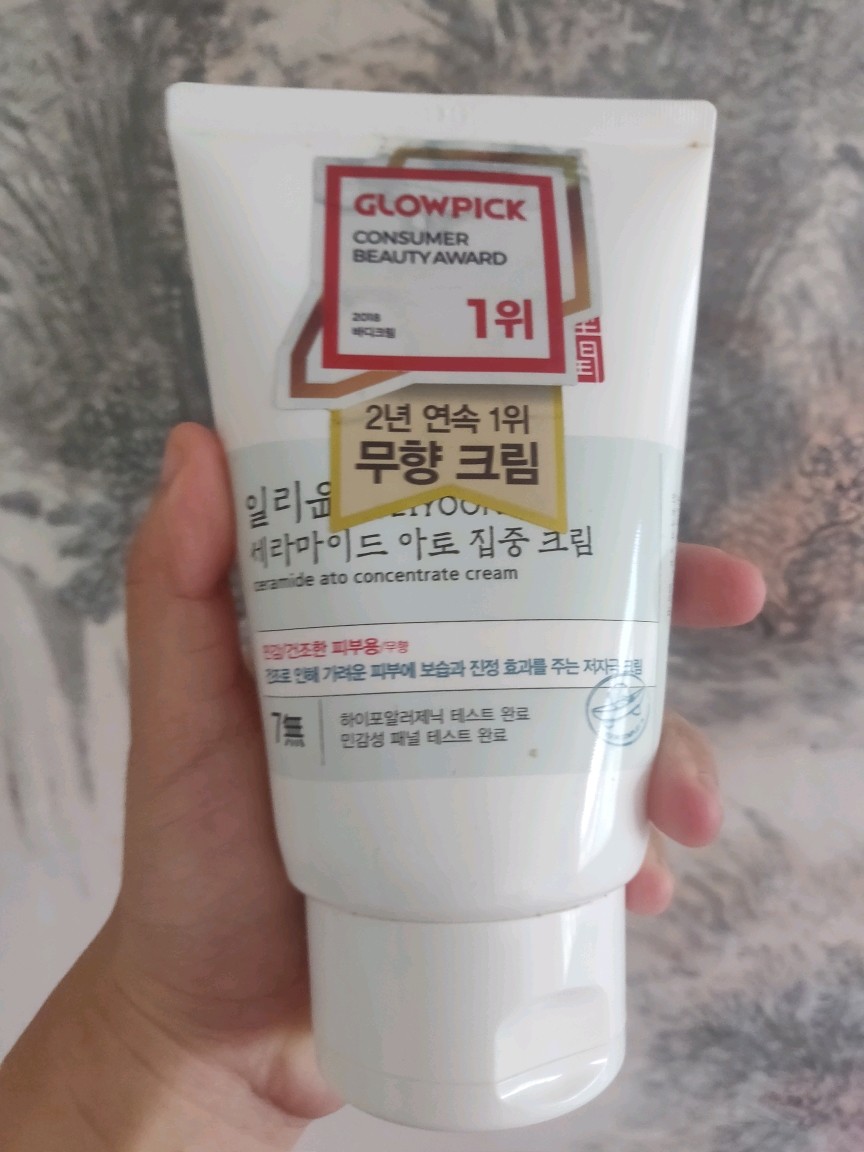 GLOWPICK
CONSUMER
BEAUTY AWARD
2018
바디크림
1위
2년 연속 1위
무향 크림
일리윤 ILLIYOON
세라마이드 아토 집중 크림
ceramide ato concentrate cream
민감/건조한 피부용/무향
건조로 인해 가려운 피부에 보습과 진정 효과를 주는 저자극 크림
7無
하이포알러제닉 테스트 완료
민감성 패널 테스트 완료